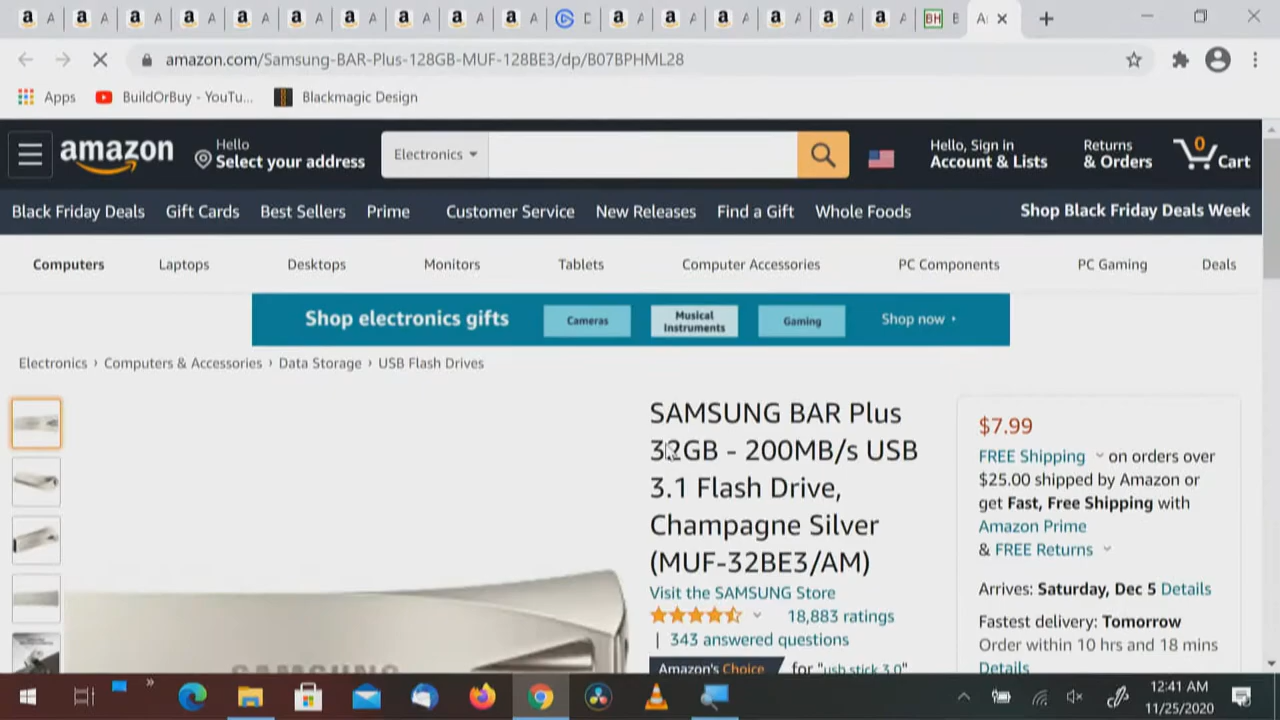 amazon.com/Samsung-BAR-Plus-128GB-MUF-128BE3/dp/B07BPHML28
Apps
BuildOrBuy - YouTu...
Blackmagic Design
amazon
Hello
Select your address
Electronics
Hello, Sign in
Account & Lists
Returns
& Orders
0
Cart
Black Friday Deals
Gift Cards
Best Sellers
Prime
Customer Service
New Releases
Find a Gift
Whole Foods
Shop Black Friday Deals Week
Computers
Laptops
Desktops
Monitors
Tablets
Computer Accessories
PC Components
PC Gaming
Deals
Shop electronics gifts
Cameras
Musical
Instruments
Gaming
Shop now
Electronics › Computers & Accessories › Data Storage › USB Flash Drives
SAMSUNG BAR Plus
32GB - 200MB/s USB
3.1 Flash Drive,
Champagne Silver
(MUF-32BE3/AM)
Visit the SAMSUNG Store
18,883 ratings
| 343 answered questions
Amazon's Choice for "usb stick 3.0"
$7.99
FREE Shipping on orders over
$25.00 shipped by Amazon or
get Fast, Free Shipping with
Amazon Prime
& FREE Returns
Arrives: Saturday, Dec 5 Details
Fastest delivery: Tomorrow
Order within 10 hrs and 18 mins
Details
SAMSUNG
12:41 AM
11/25/2020